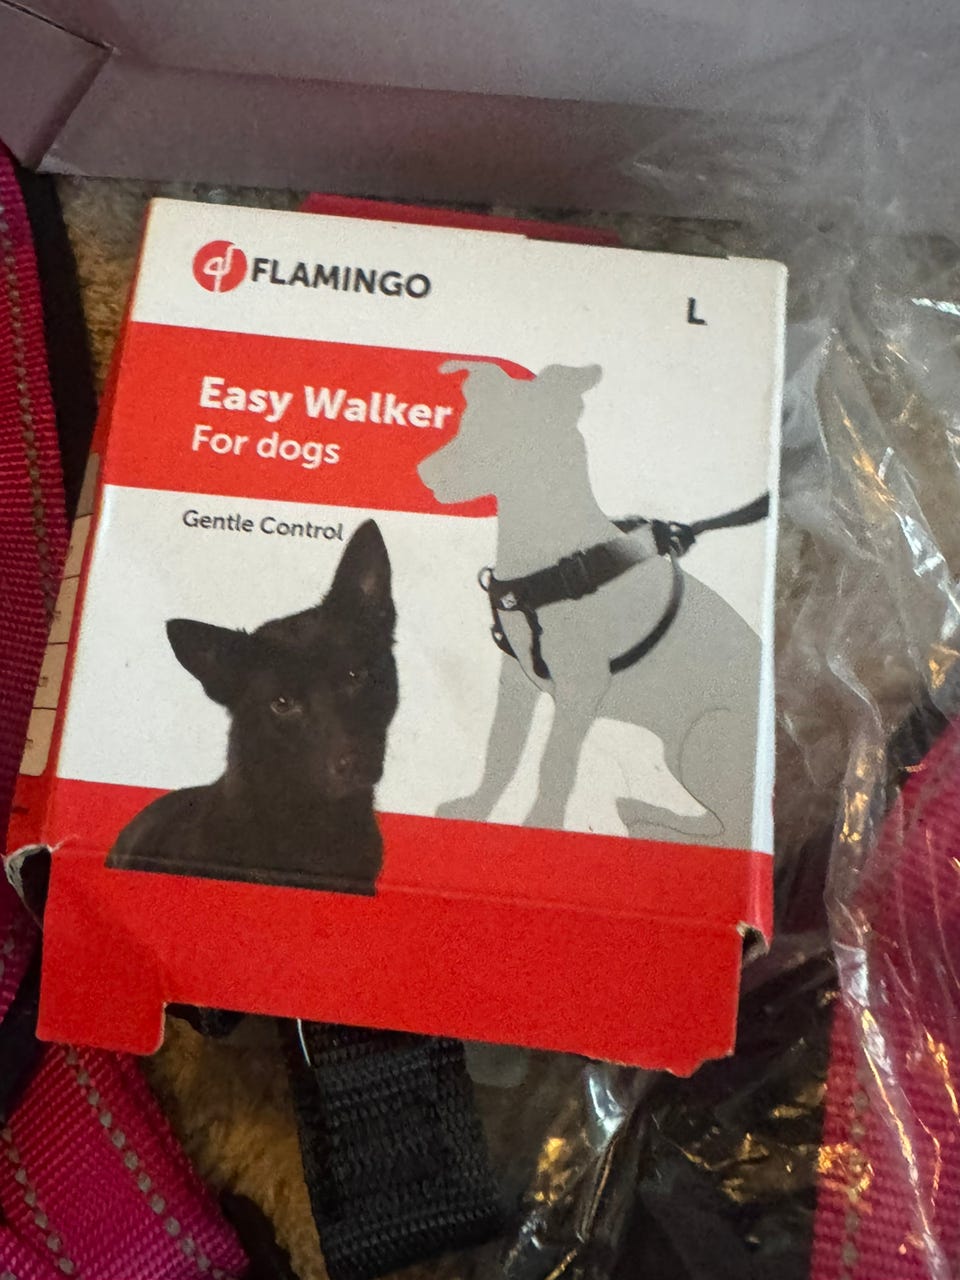 FLAMINGO
L
Easy Walker
For dogs
Gentle Control